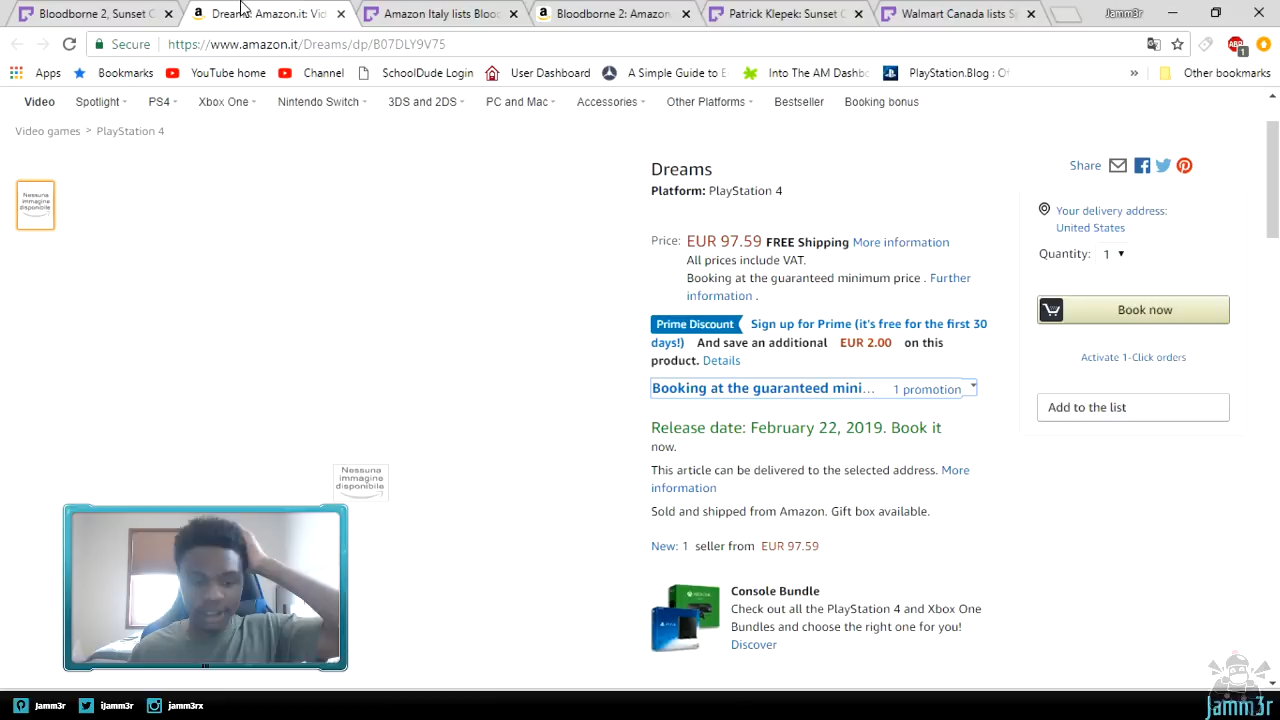 Bloodborne 2, Sunset
Dreams: Amazon.it: Vid
Amazon Italy lists Bloo
Bloodborne 2: Amazon:
Patrick Klepek: Sunset C
Walmart Canada lists S
Jamm3r
Secure
https://www.amazon.it/Dreams/dp/B07DLY9V75
ABP
1
Apps
Bookmarks
YouTube home
Channel
SchoolDude Login
User Dashboard
A Simple Guide to E
Into The AM Dashbo
PlayStation.Blog : Of
»
Other bookmarks
Video
Spotlight
PS4
Xbox One
Nintendo Switch
3DS and 2DS
PC and Mac
Accessories
Other Platforms
Bestseller
Booking bonus
Video games > PlayStation 4
Nessuna
immagine
disponibile
Dreams
Platform: PlayStation 4
Price: EUR 97.59 FREE Shipping More information
All prices include VAT.
Booking at the guaranteed minimum price . Further
information .
Prime Discount Sign up for Prime (it's free for the first 30
days!) And save an additional EUR 2.00 on this
product. Details
Booking at the guaranteed mini... 1 promotion
Release date: February 22, 2019. Book it
now.
This article can be delivered to the selected address. More
information
Sold and shipped from Amazon. Gift box available.
New: 1 seller from EUR 97.59
Console Bundle
Check out all the PlayStation 4 and Xbox One
Bundles and choose the right one for you!
Discover
Share
Your delivery address:
United States
Quantity: 1
Book now
Activate 1-Click orders
Add to the list
Nessuna
immagine
disponibile
Jamm3r
ijamm3r
jamm3rx
Jamm3r